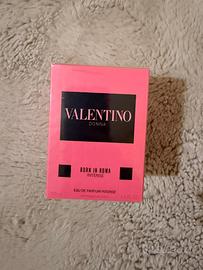 VALENTINO
DONNA
BORN IN ROMA
INTENSE
EAU DE PARFUM INTENSE